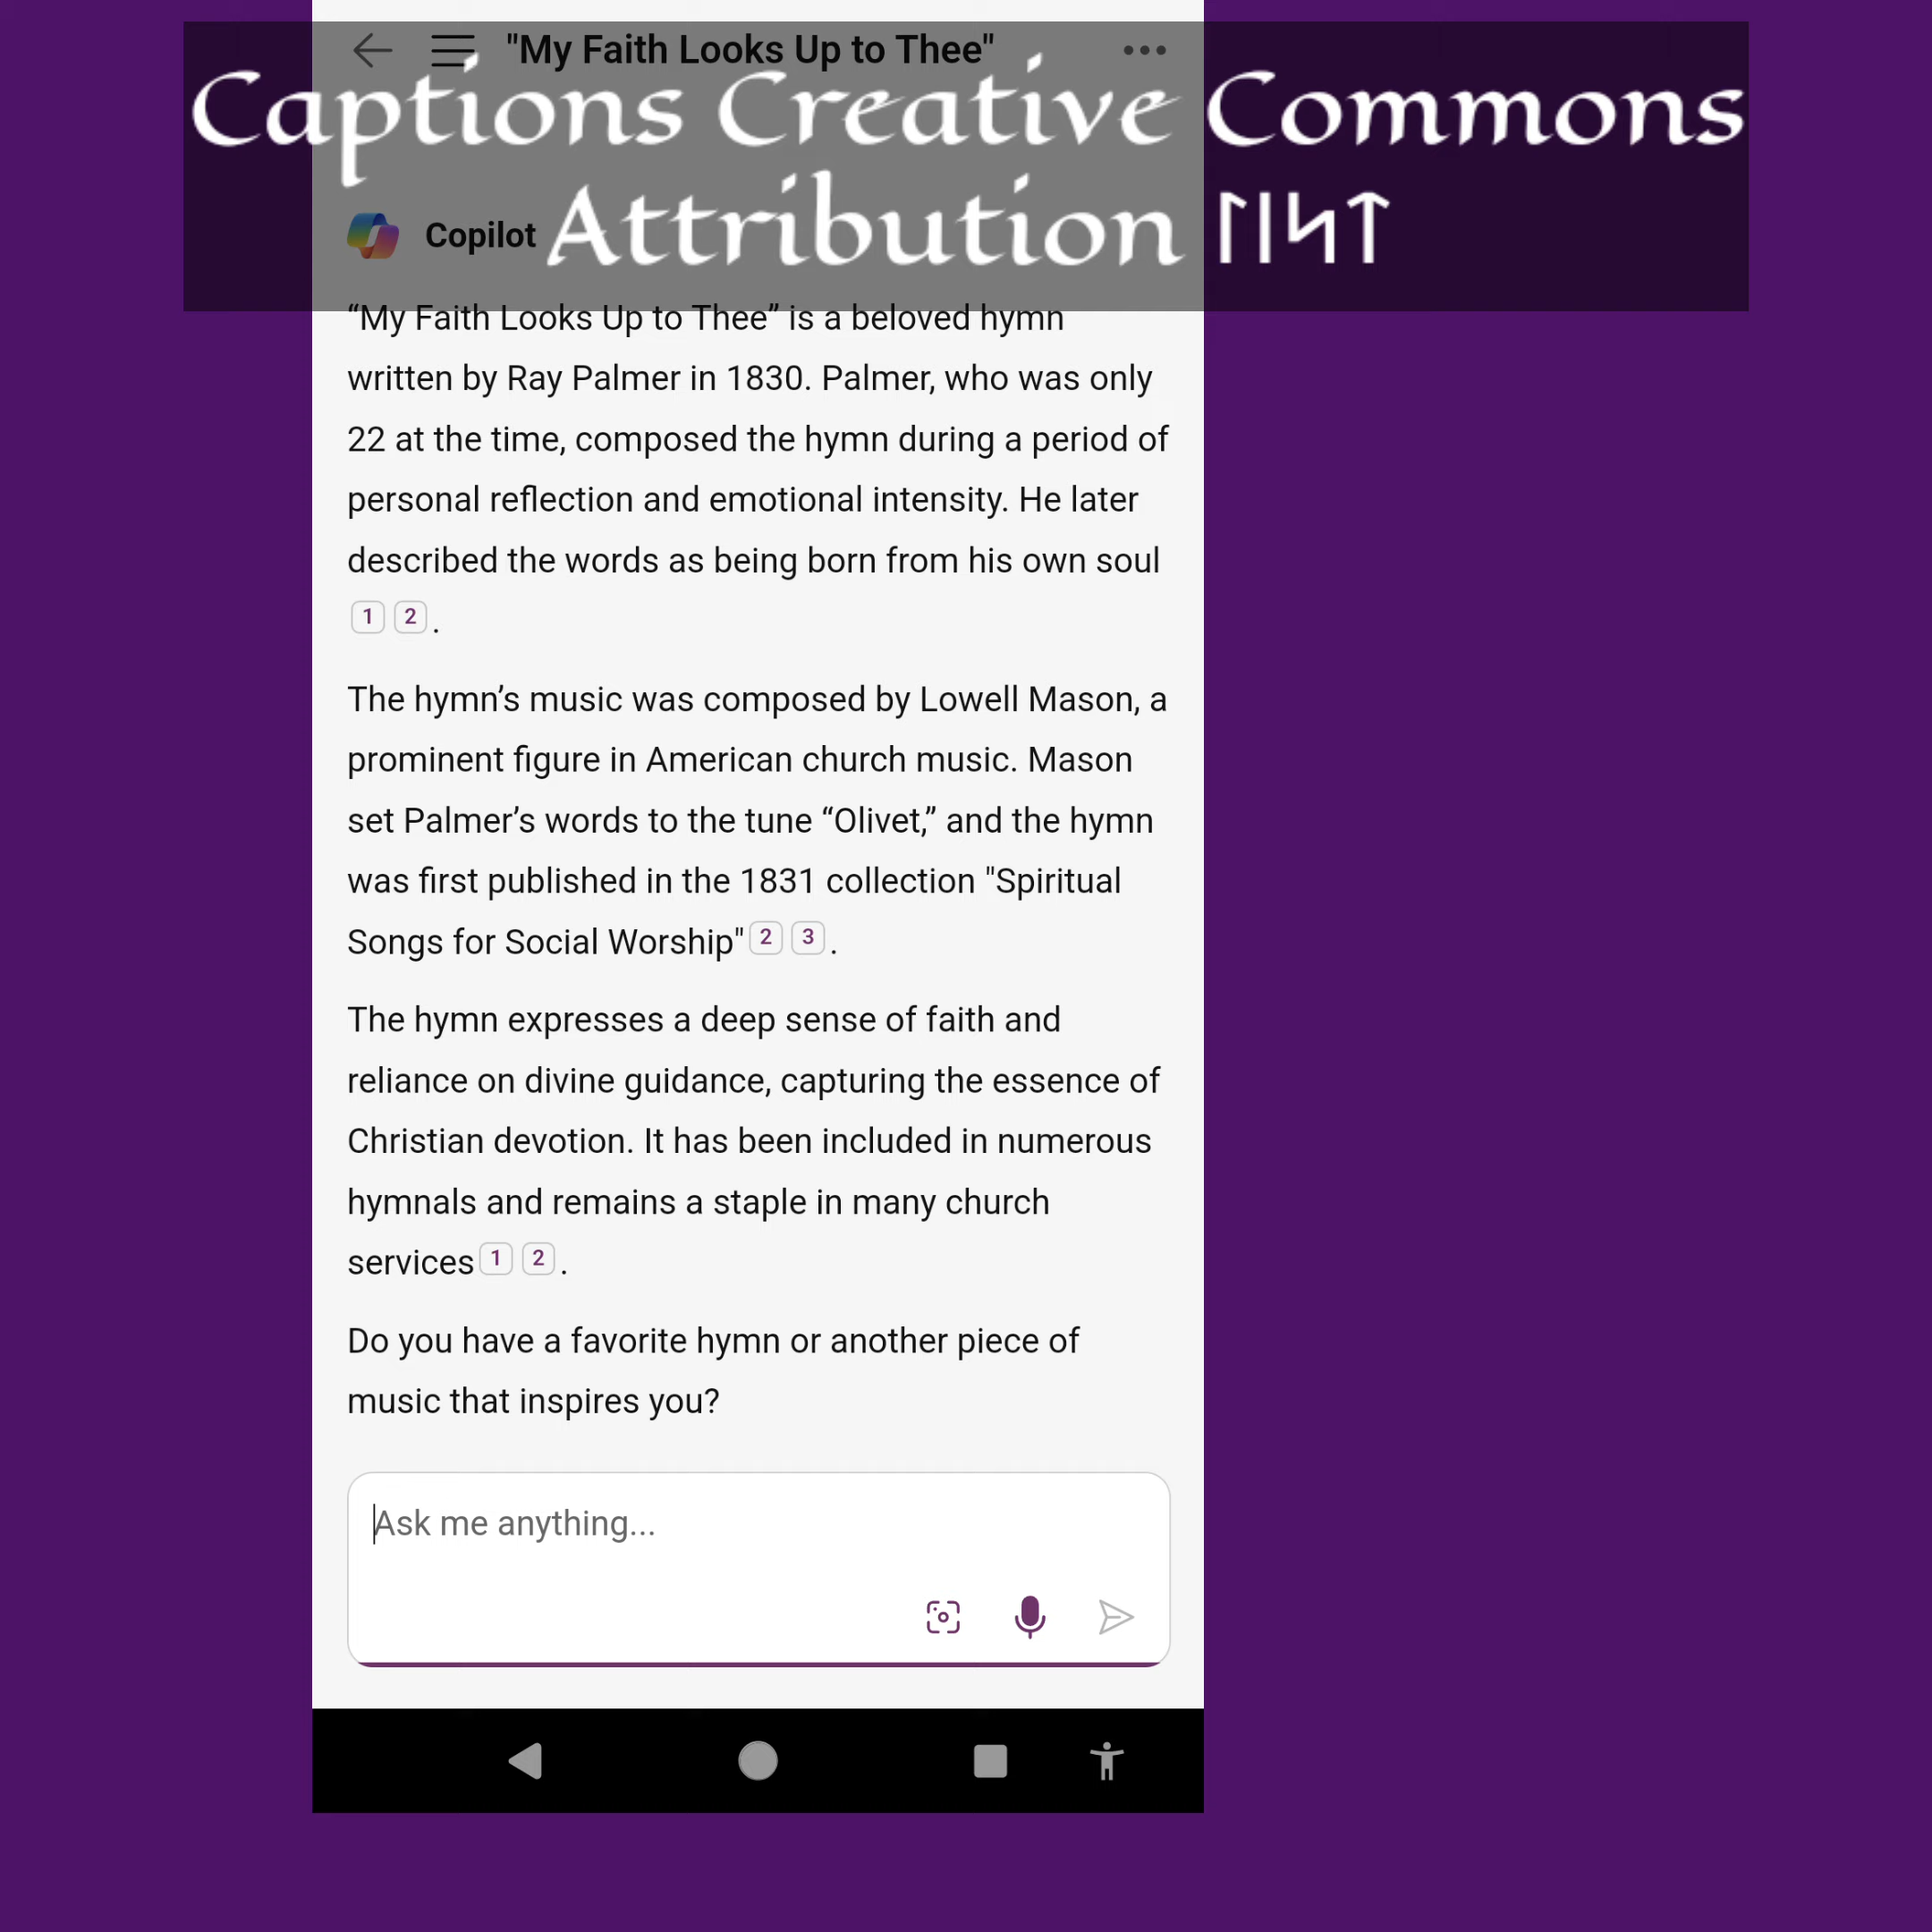 "My Faith Looks Up to Thee"
Captions Creative Commons
Attribution ᛚᛁᛋᛏ
Copilot
“My Faith Looks Up to Thee” is a beloved hymn
written by Ray Palmer in 1830. Palmer, who was only
22 at the time, composed the hymn during a period of
personal reflection and emotional intensity. He later
described the words as being born from his own soul
1 2 .
The hymn’s music was composed by Lowell Mason, a
prominent figure in American church music. Mason
set Palmer’s words to the tune “Olivet,” and the hymn
was first published in the 1831 collection "Spiritual
Songs for Social Worship" 2 3 .
The hymn expresses a deep sense of faith and
reliance on divine guidance, capturing the essence of
Christian devotion. It has been included in numerous
hymnals and remains a staple in many church
services 1 2 .
Do you have a favorite hymn or another piece of
music that inspires you?
Ask me anything...